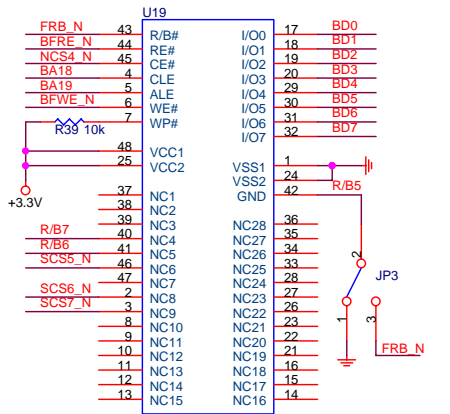 U19
FRB_N 43 R/B# I/O0 17 BD0
BFRE_N 44 RE# I/O1 18 BD1
NCS4_N 45 CE# I/O2 19 BD2
BA18 4 CLE I/O3 20 BD3
BA19 5 ALE I/O4 29 BD4
BFWE_N 6 WE# I/O5 30 BD5
7 WP# I/O6 31 BD6
R39 10k I/O7 32 BD7
48 VCC1
25 VCC2 VSS1 1
VSS2 24
+3.3V 37 NC1 GND 42 R/B5
38 NC2
39 NC3 NC28 36
R/B7 40 NC4 NC27 35
R/B6 41 NC5 NC26 34
SCS5_N 46 NC6 NC25 33
47 NC7 NC24 28
SCS6_N 2 NC8 NC23 27
SCS7_N 3 NC9 NC22 26
8 NC10 NC21 23
9 NC11 NC20 22
10 NC12 NC19 21
11 NC13 NC18 16
12 NC14 NC17 15
13 NC15 NC16 14
2
JP3
1
3
FRB_N